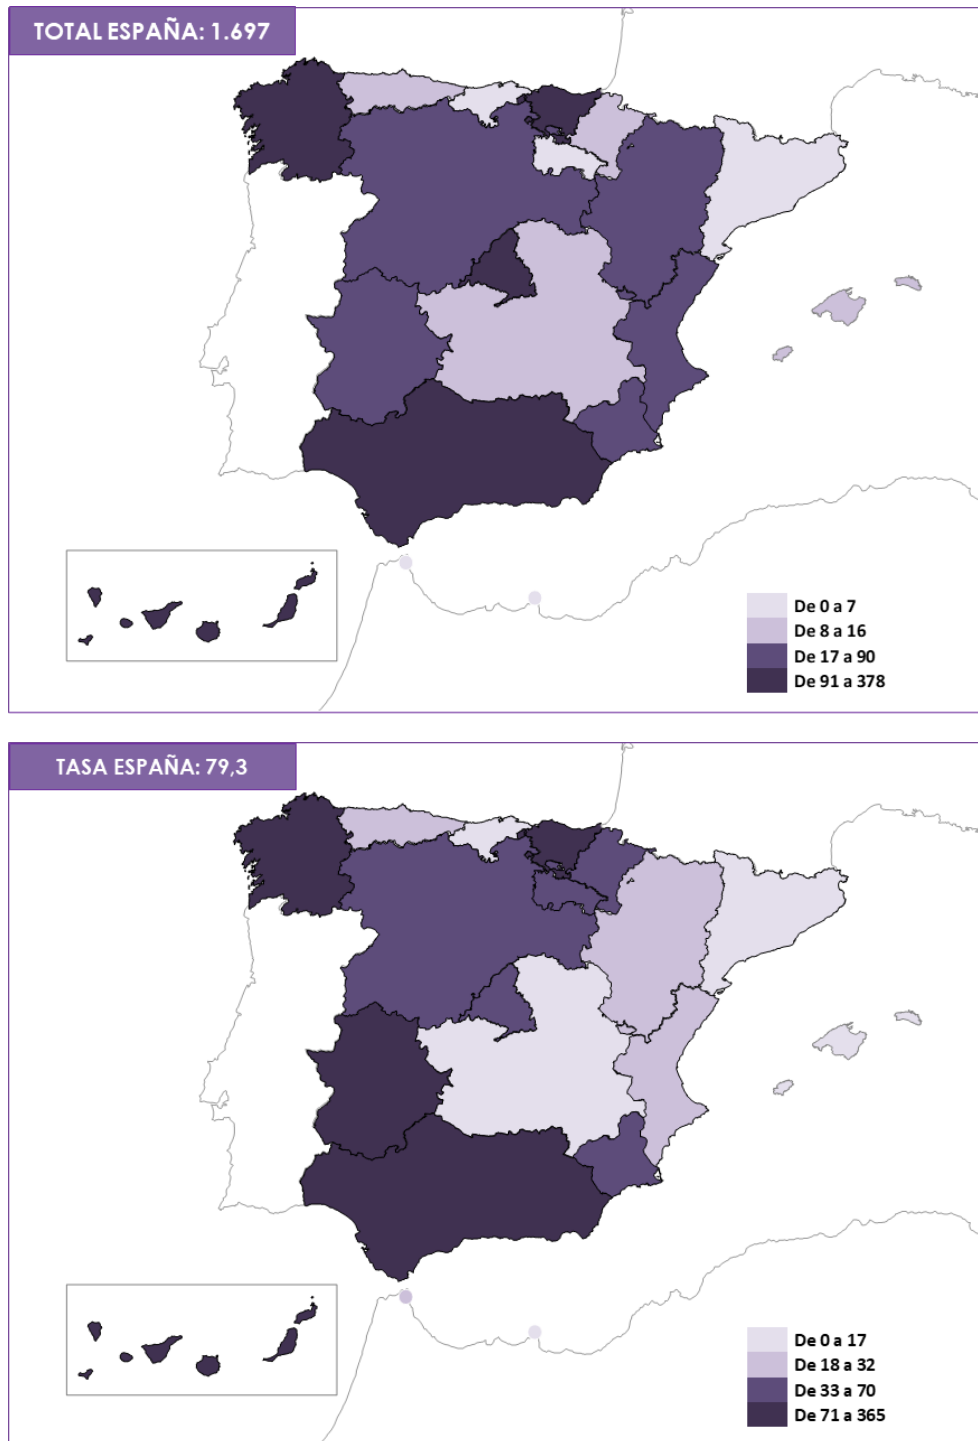 TOTAL ESPAÑA: 1.697
De 0 a 7
De 8 a 16
De 17 a 90
De 91 a 378
TASA ESPAÑA: 79,3
De 0 a 17
De 18 a 32
De 33 a 70
De 71 a 365